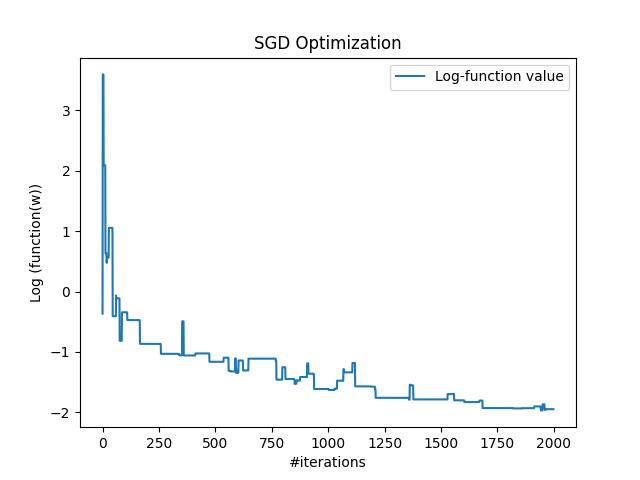 SGD Optimization
Log-function value
Log (function(w))
3
2
1
0
−1
−2
0 250 500 750 1000 1250 1500 1750 2000
#iterations